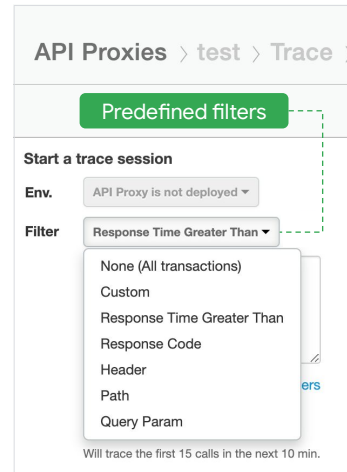 API Proxies > test > Trace >
Predefined filters
Start a trace session
Env. API Proxy is not deployed
Filter Response Time Greater Than
None (All transactions)
Custom
Response Time Greater Than
Response Code
Header
Path
Query Param
ers
Will trace the first 15 calls in the next 10 min.